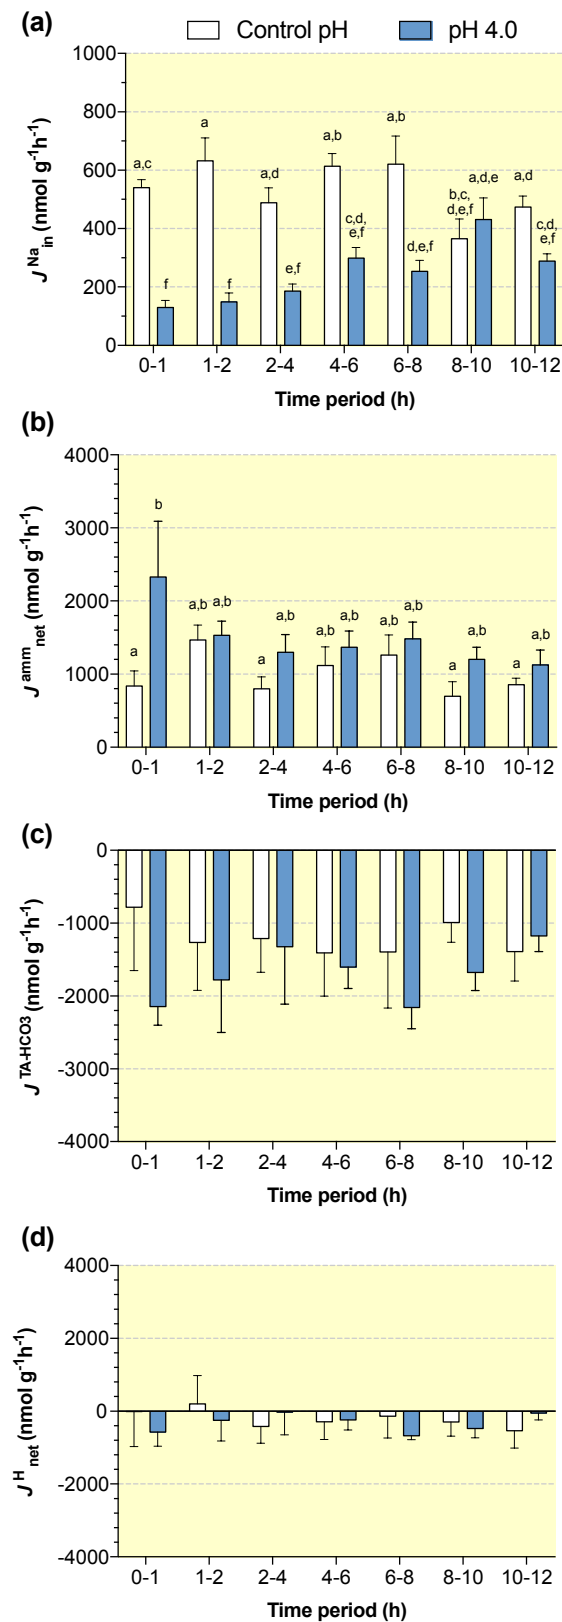 (a)
Control pH
pH 4.0
J^Na_in (nmol g⁻¹h⁻¹)
1000
800
600
400
200
0
a,c
f
a
f
a,d
e,f
a,b
c,d,
e,f
a,b
d,e,f
b,c,
d,e,f
a,d,e
a,d
c,d,
e,f
0-1 1-2 2-4 4-6 6-8 8-10 10-12
Time period (h)
(b)
J^amm_net (nmol g⁻¹h⁻¹)
4000
3000
2000
1000
0
a
b
a,b
a,b
a
a,b
a,b
a,b
a,b
a,b
a
a,b
a
a,b
0-1 1-2 2-4 4-6 6-8 8-10 10-12
Time period (h)
(c)
J^TA-HCO3 (nmol g⁻¹h⁻¹)
0
-1000
-2000
-3000
-4000
0-1 1-2 2-4 4-6 6-8 8-10 10-12
Time period (h)
(d)
J^H_net (nmol g⁻¹h⁻¹)
4000
2000
0
-2000
-4000
0-1 1-2 2-4 4-6 6-8 8-10 10-12
Time period (h)